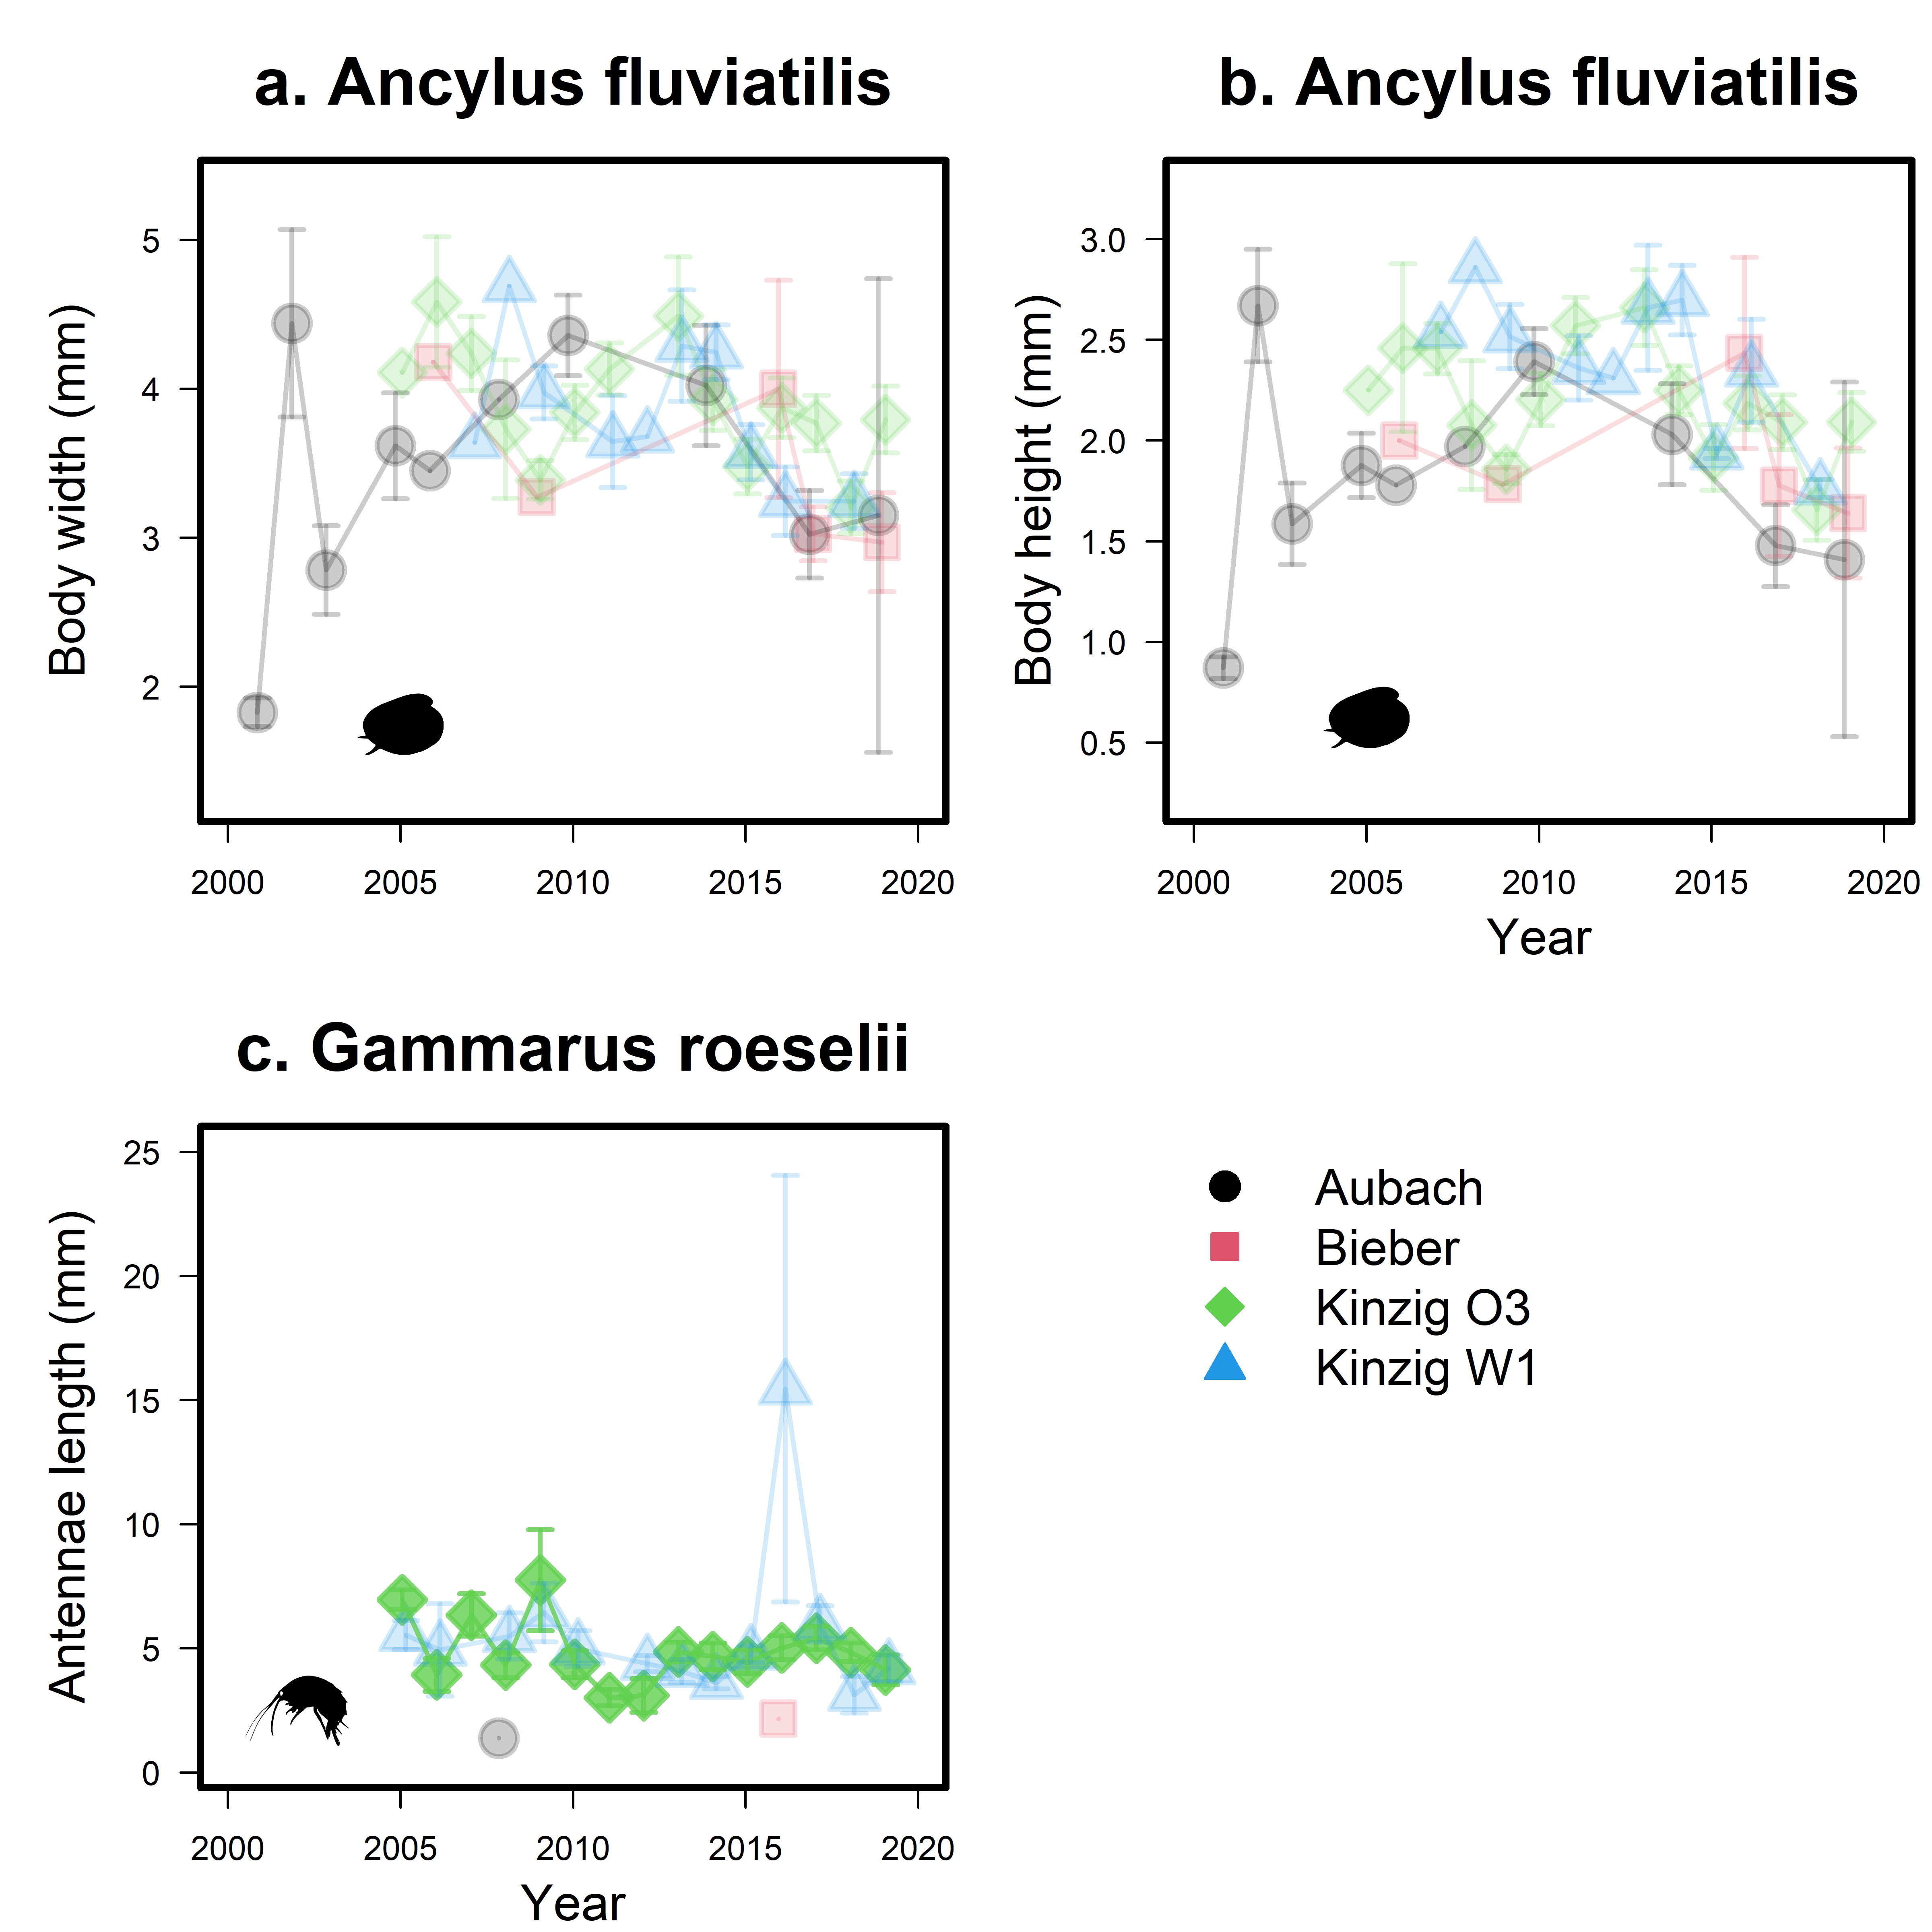 a. Ancylus fluviatilis
Body width (mm)
5
4
3
2
2000 2005 2010 2015 2020
b. Ancylus fluviatilis
Body height (mm)
3.0
2.5
2.0
1.5
1.0
0.5
2000 2005 2010 2015 2020
Year
c. Gammarus roeselii
Antennae length (mm)
25
20
15
10
5
0
2000 2005 2010 2015 2020
Year
Aubach
Bieber
Kinzig O3
Kinzig W1